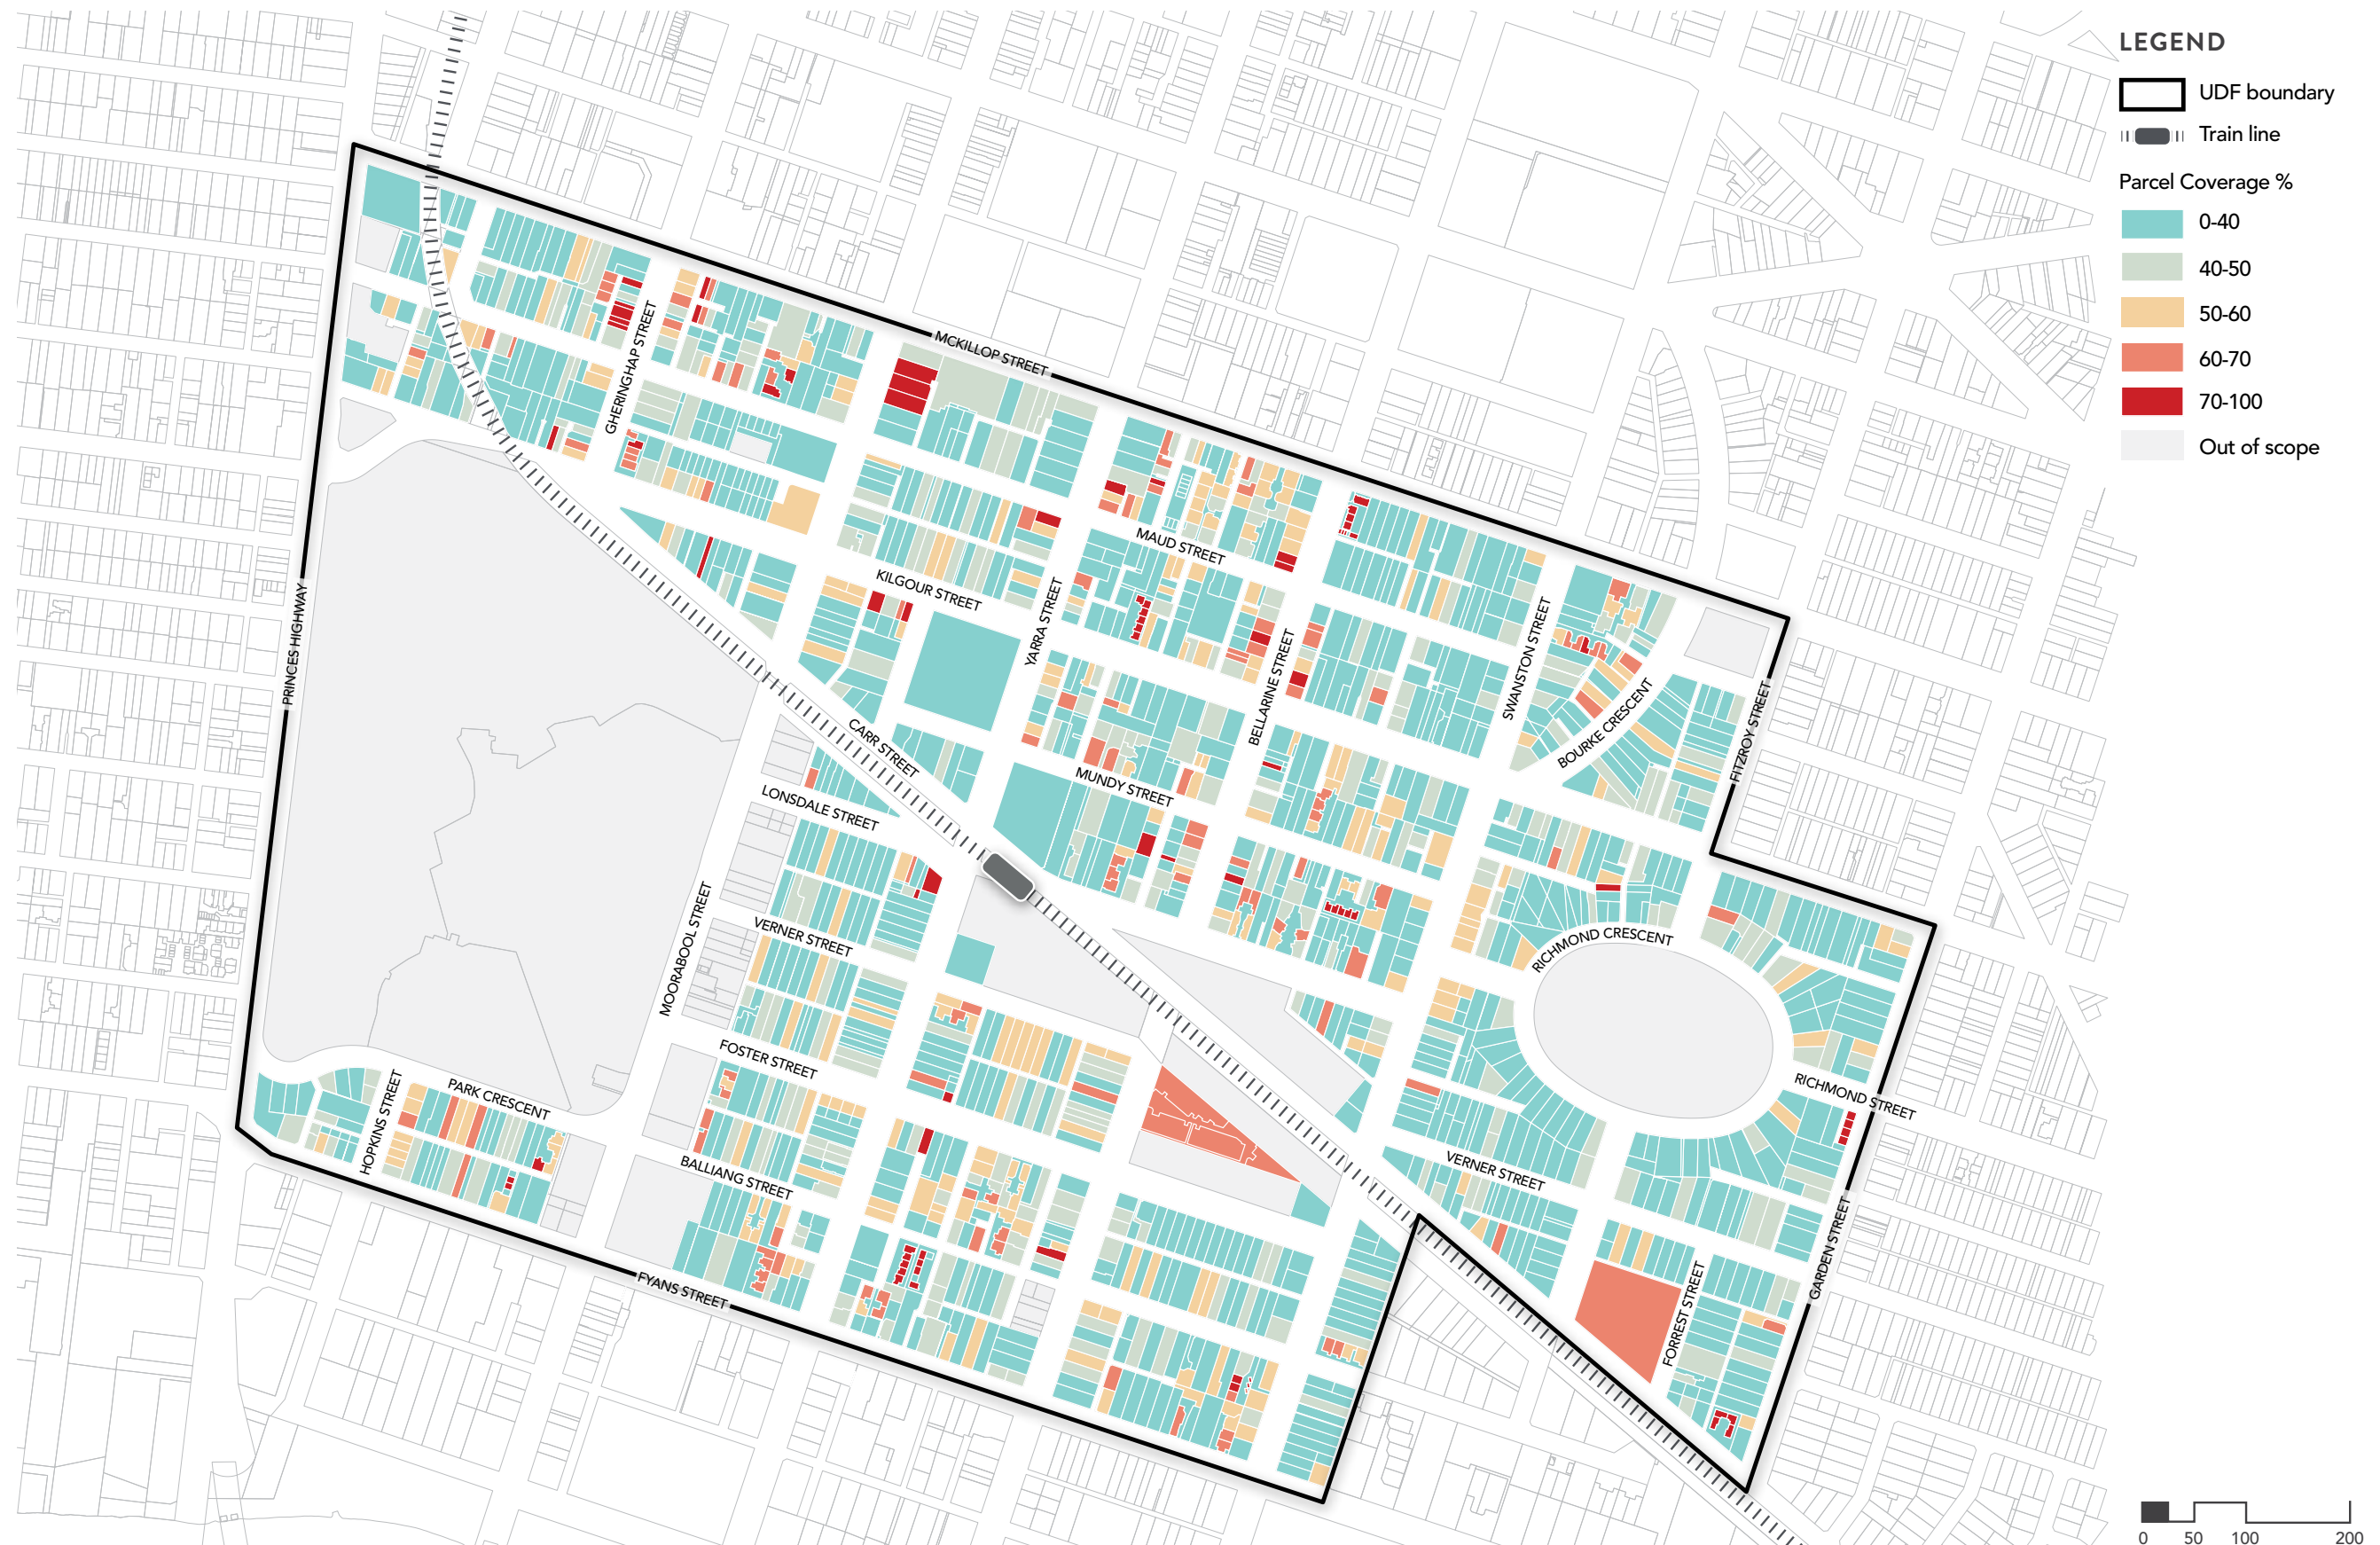 LEGEND
UDF boundary
Train line
Parcel Coverage %
0-40
40-50
50-60
60-70
70-100
Out of scope
MCKILLOP STREET
GHERINGHAP STREET
MAUD STREET
KILGOUR STREET
YARRA STREET
PRINCES HIGHWAY
BELLARINE STREET
SWANSTON STREET
BOURKE CRESCENT
FITZROY STREET
CARR STREET
MUNDY STREET
LONSDALE STREET
MOORABOOL STREET
VERNER STREET
RICHMOND CRESCENT
FOSTER STREET
PARK CRESCENT
HOPKINS STREET
RICHMOND STREET
BALLIANG STREET
VERNER STREET
GARDEN STREET
FORREST STREET
FYANS STREET
0 50 100 200